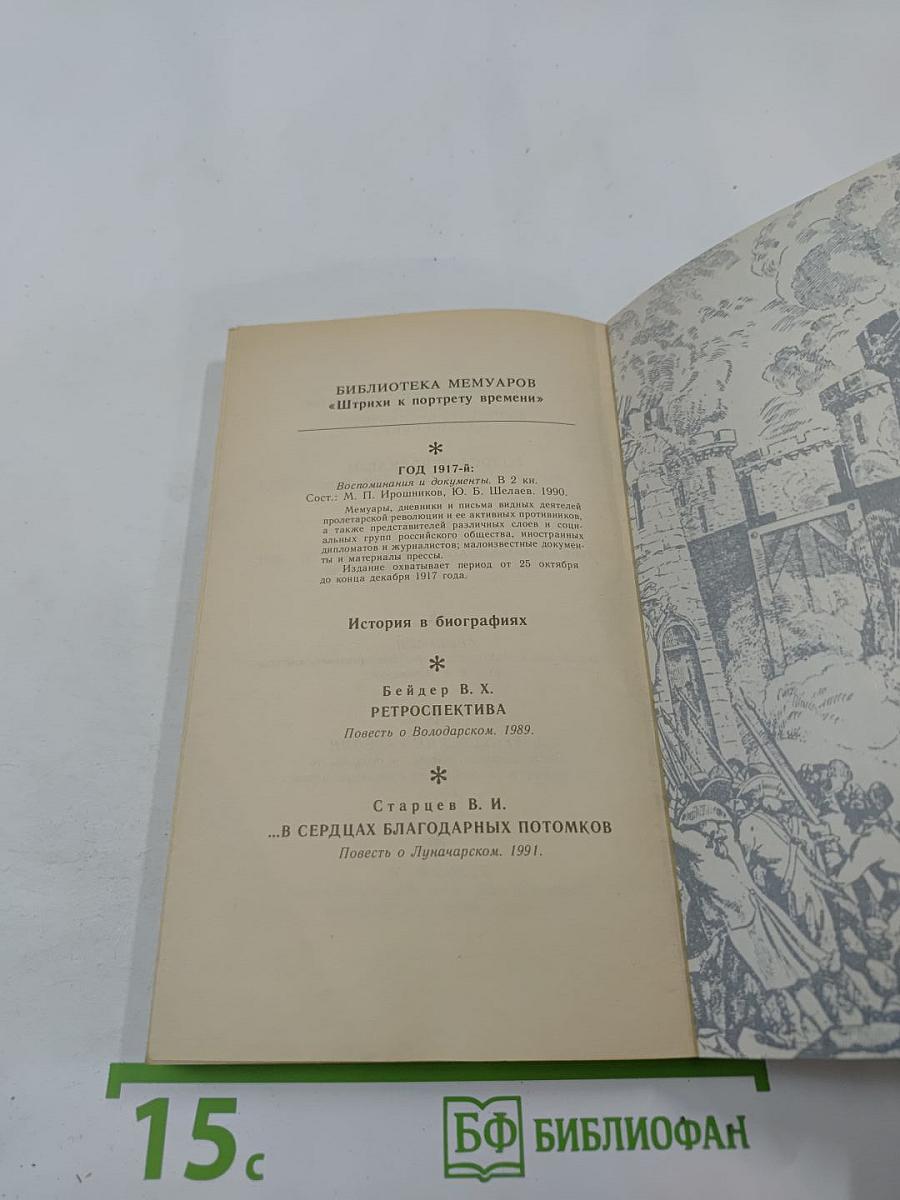 БИБЛИОТЕКА МЕМУАРОВ
«Штрихи к портрету времени»
*
ГОД 1917-й:
Воспоминания и документы. В 2 кн.
Сост.: М. П. Ирошников, Ю. Б. Шелаев. 1990.
Мемуары, дневники и письма видных деятелей
пролетарской революции и ее активных противников,
а также представителей различных слоев и соци-
альных групп российского общества, иностранных
дипломатов и журналистов; малоизвестные докумен-
ты и материалы прессы.
Издание охватывает период от 25 октября
до конца декабря 1917 года.
История в биографиях
*
Бейдер В. Х.
РЕТРОСПЕКТИВА
Повесть о Володарском. 1989.
*
Старцев В. И.
...В СЕРДЦАХ БЛАГОДАРНЫХ ПОТОМКОВ
Повесть о Луначарском. 1991.
15 с
БФ БИБЛИОФАН